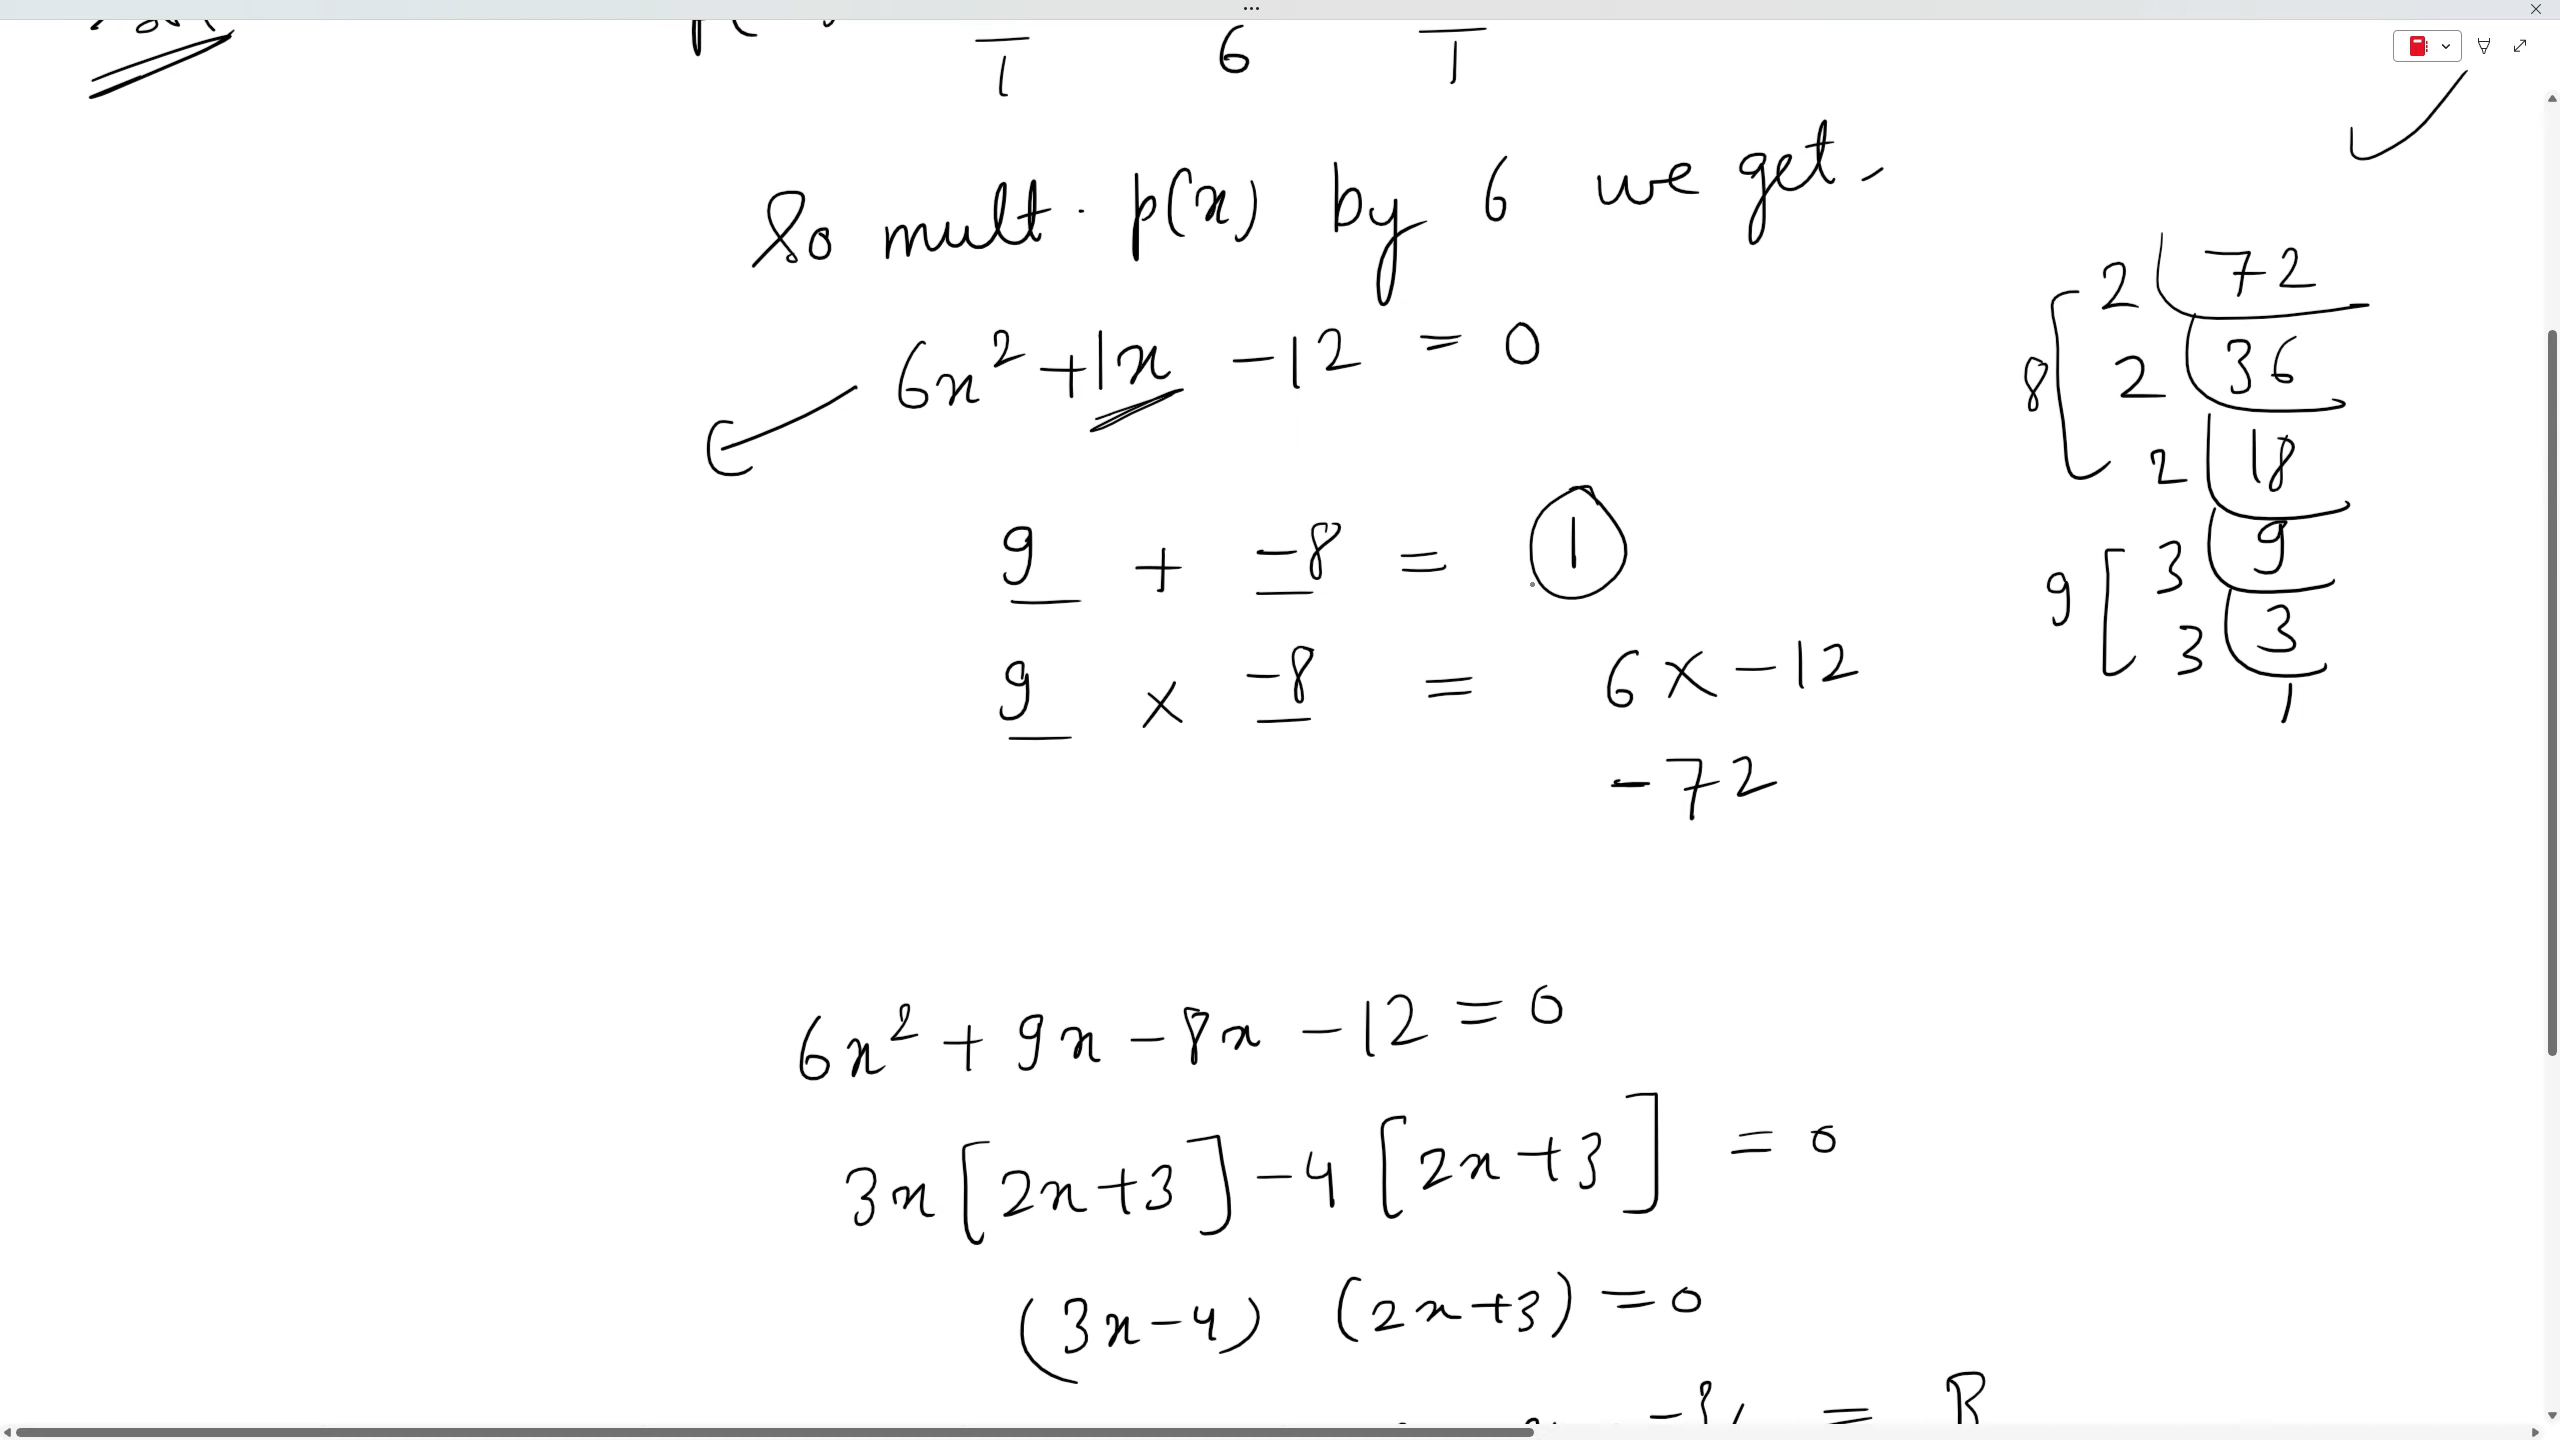 1 6 1
So mult. p(x) by 6 we get -
6x² + 1x - 12 = 0
9 + -8 = 1
9 × -8 = 6 × -12
-72
6x² + 9x - 8x - 12 = 0
3x [2x+3] - 4 [2x+3] = 0
(3x-4) (2x+3) = 0
8
2 72
2 36
2 18
9
3 9
3 3
1